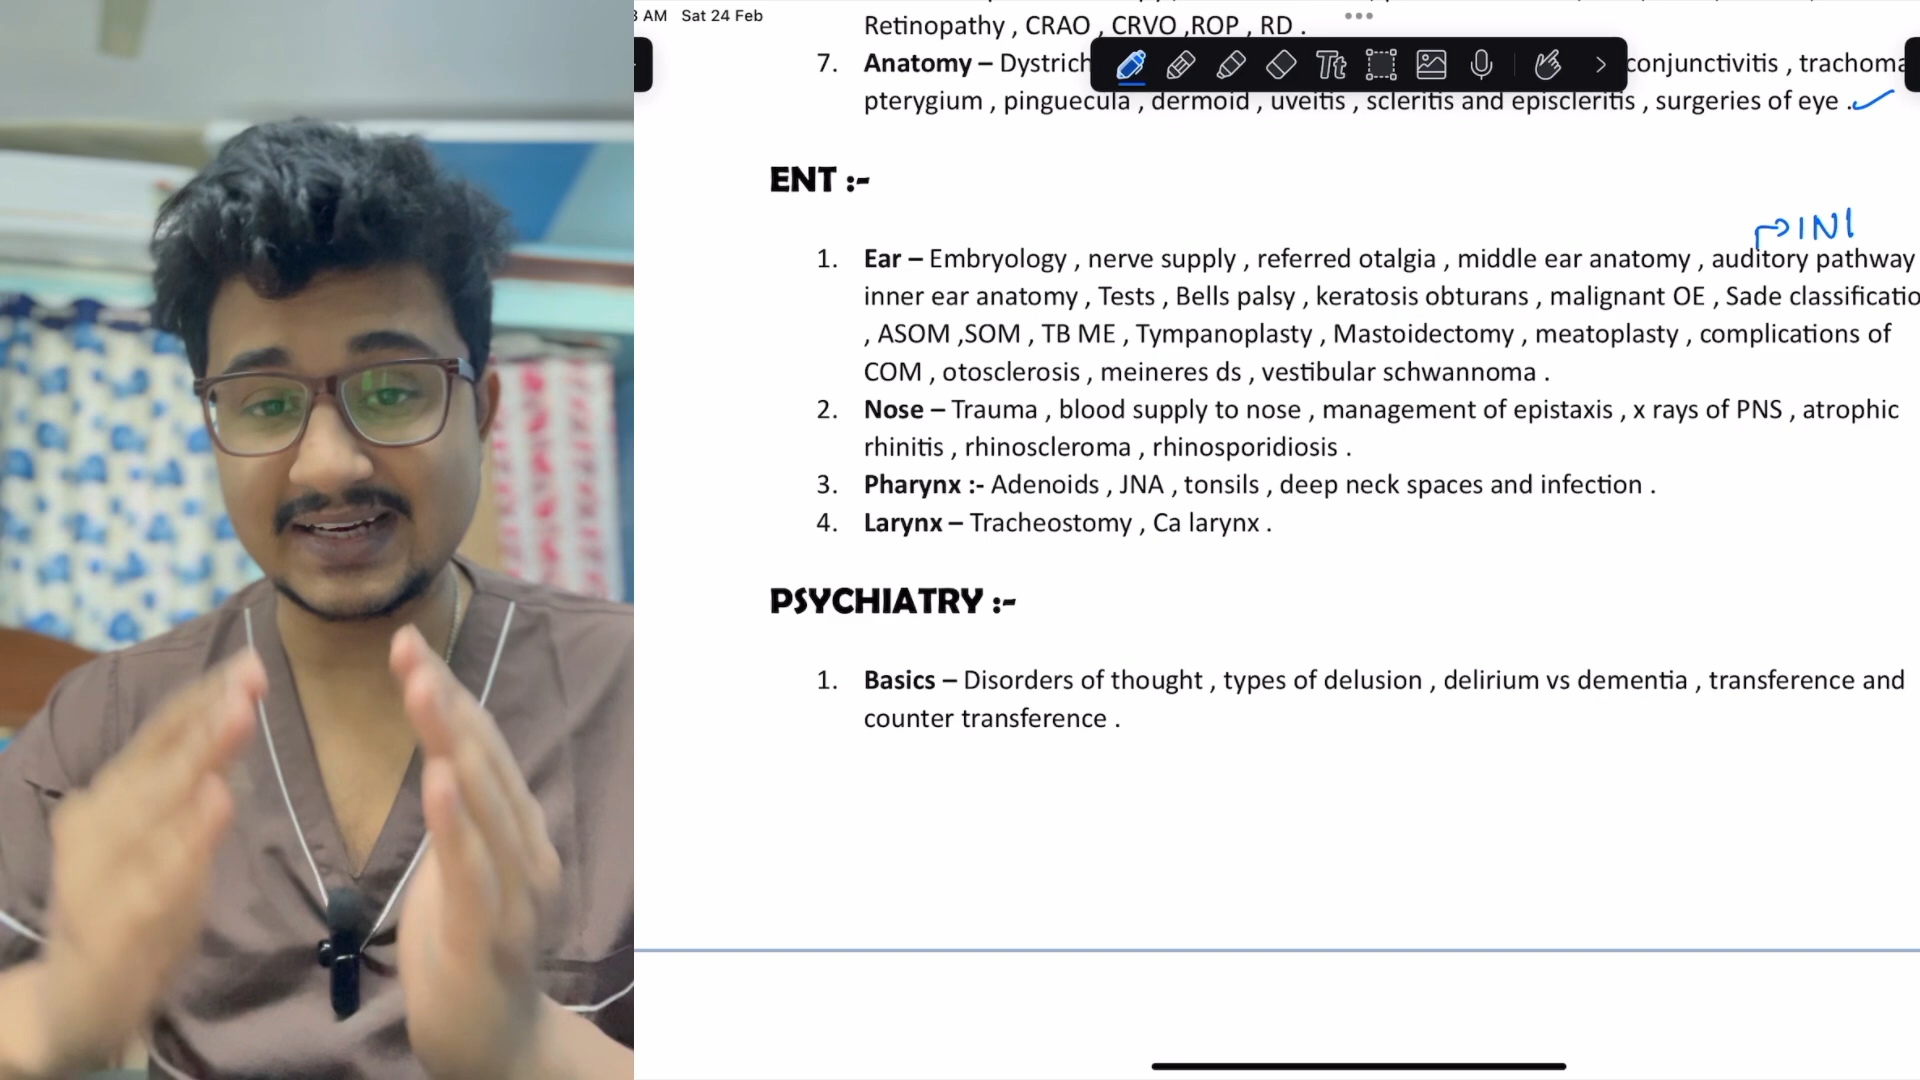 AM Sat 24 Feb
Retinopathy , CRAO , CRVO ,ROP , RD .
7. Anatomy – Dystrich conjunctivitis , trachoma
pterygium , pinguecula , dermoid , uveitis , scleritis and episcleritis , surgeries of eye .
Tt
ENT :-
INI
1. Ear – Embryology , nerve supply , referred otalgia , middle ear anatomy , auditory pathway
inner ear anatomy , Tests , Bells palsy , keratosis obturans , malignant OE , Sade classificatio
, ASOM ,SOM , TB ME , Tympanoplasty , Mastoidectomy , meatoplasty , complications of
COM , otosclerosis , meineres ds , vestibular schwannoma .
2. Nose – Trauma , blood supply to nose , management of epistaxis , x rays of PNS , atrophic
rhinitis , rhinoscleroma , rhinosporidiosis .
3. Pharynx :- Adenoids , JNA , tonsils , deep neck spaces and infection .
4. Larynx – Tracheostomy , Ca larynx .
PSYCHIATRY :-
1. Basics – Disorders of thought , types of delusion , delirium vs dementia , transference and
counter transference .